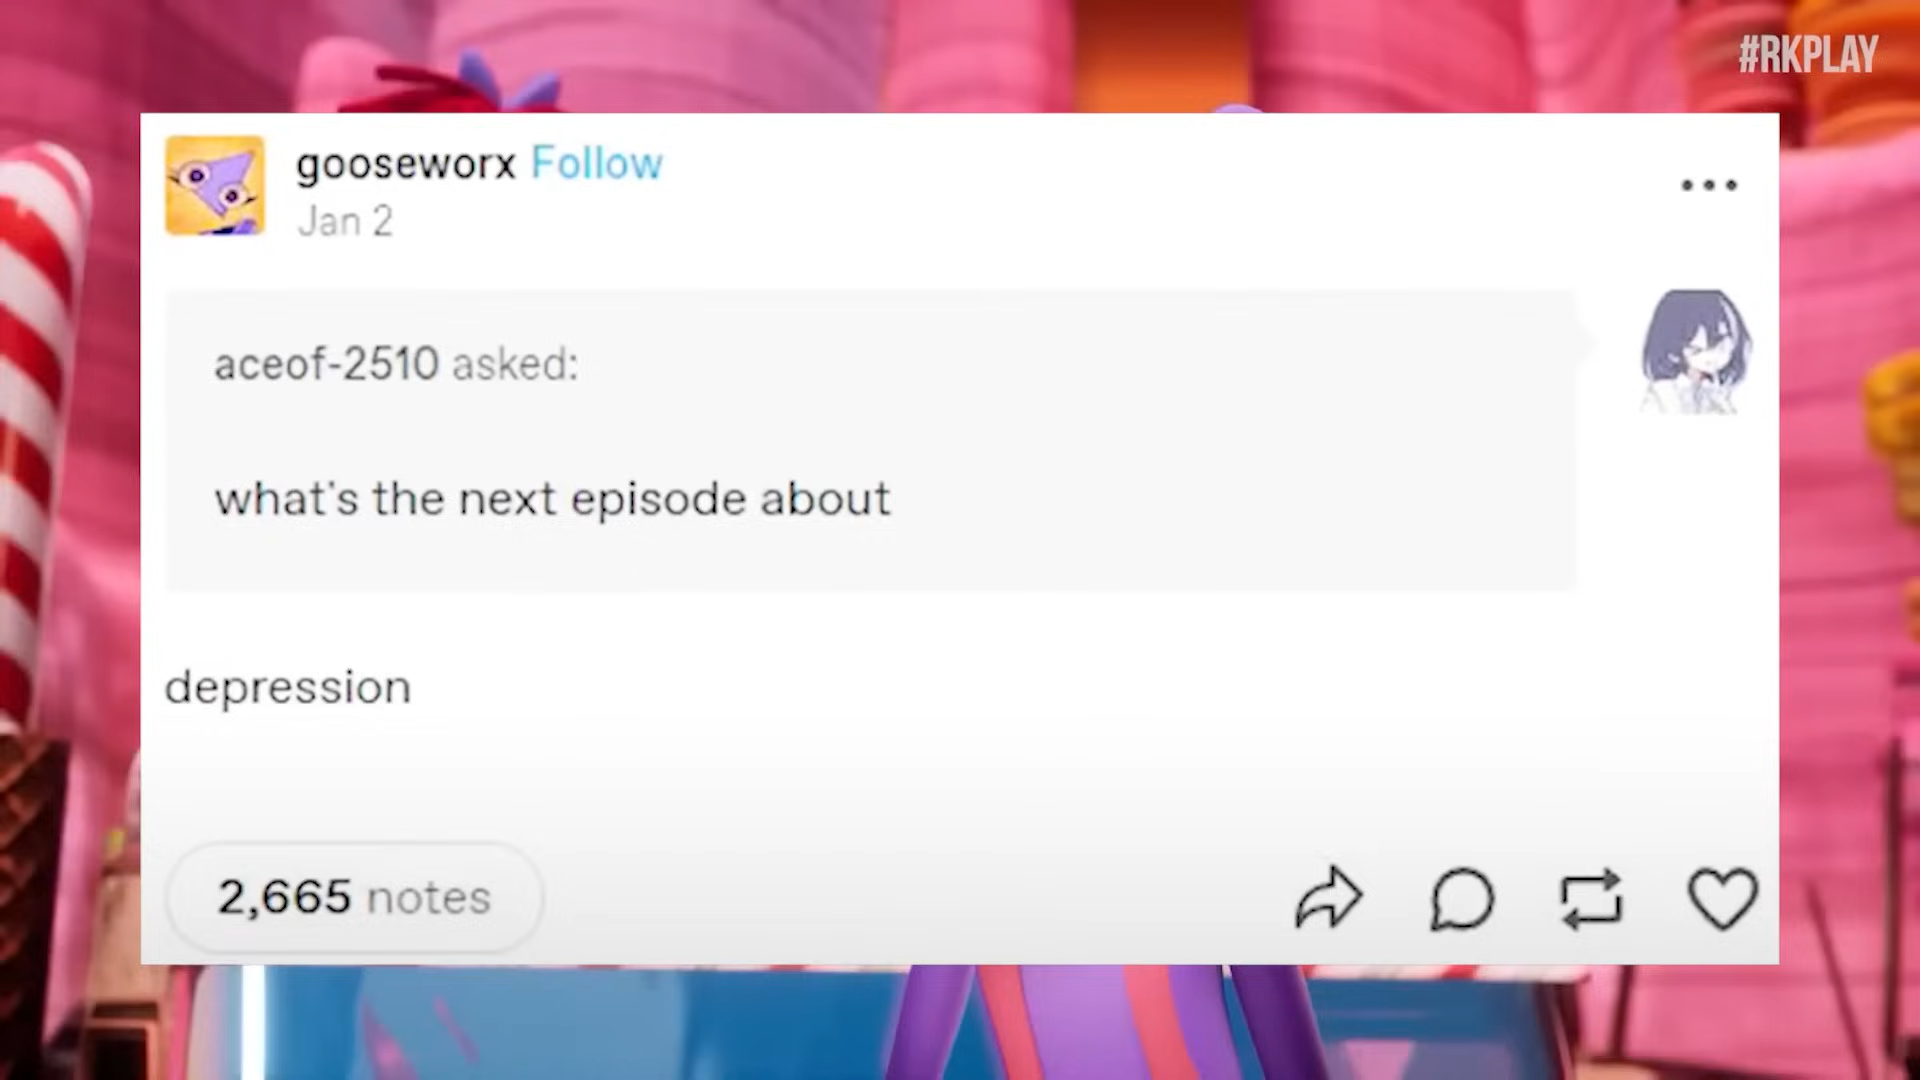 #RKPLAY
gooseworx Follow
Jan 2
aceof-2510 asked:
what's the next episode about
depression
2,665 notes